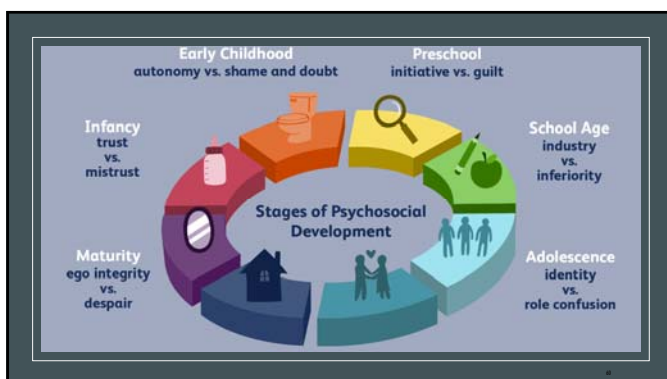 Early Childhood
autonomy vs. shame and doubt
Preschool
initiative vs. guilt
Infancy
trust
vs.
mistrust
School Age
industry
vs.
inferiority
Stages of Psychosocial
Development
Maturity
ego integrity
vs.
despair
Adolescence
identity
vs.
role confusion